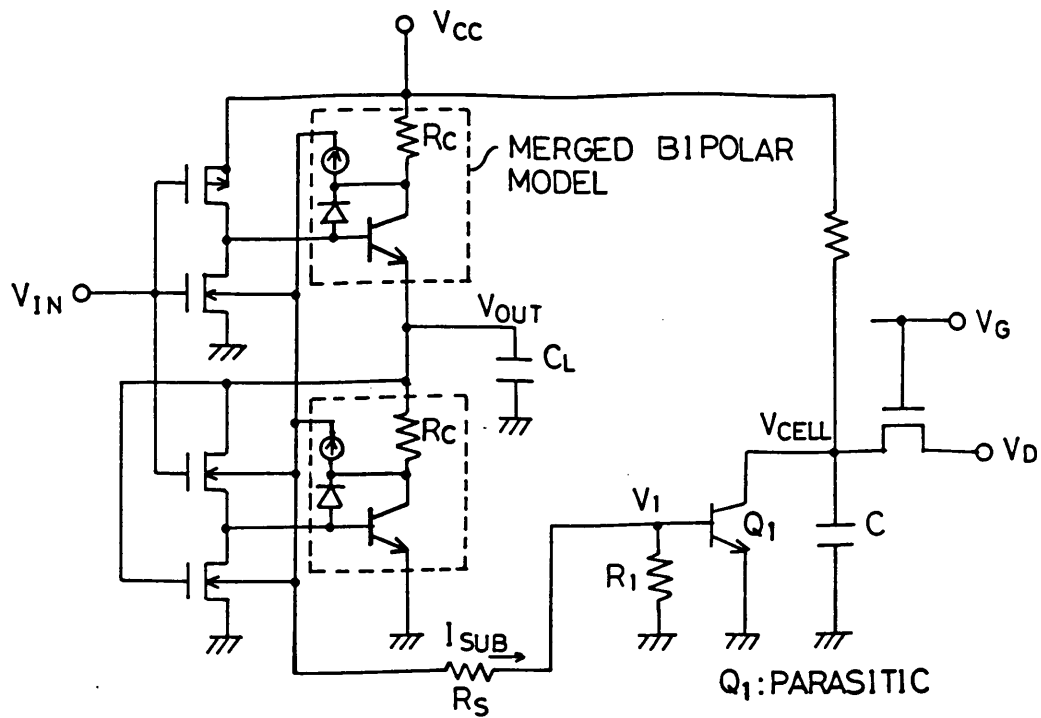 VCC
RC
MERGED BIPOLAR
MODEL
VIN
VOUT
CL
VG
RC
VCELL
VD
V1
Q1
C
R1
ISUB
RS
Q1:PARASITIC